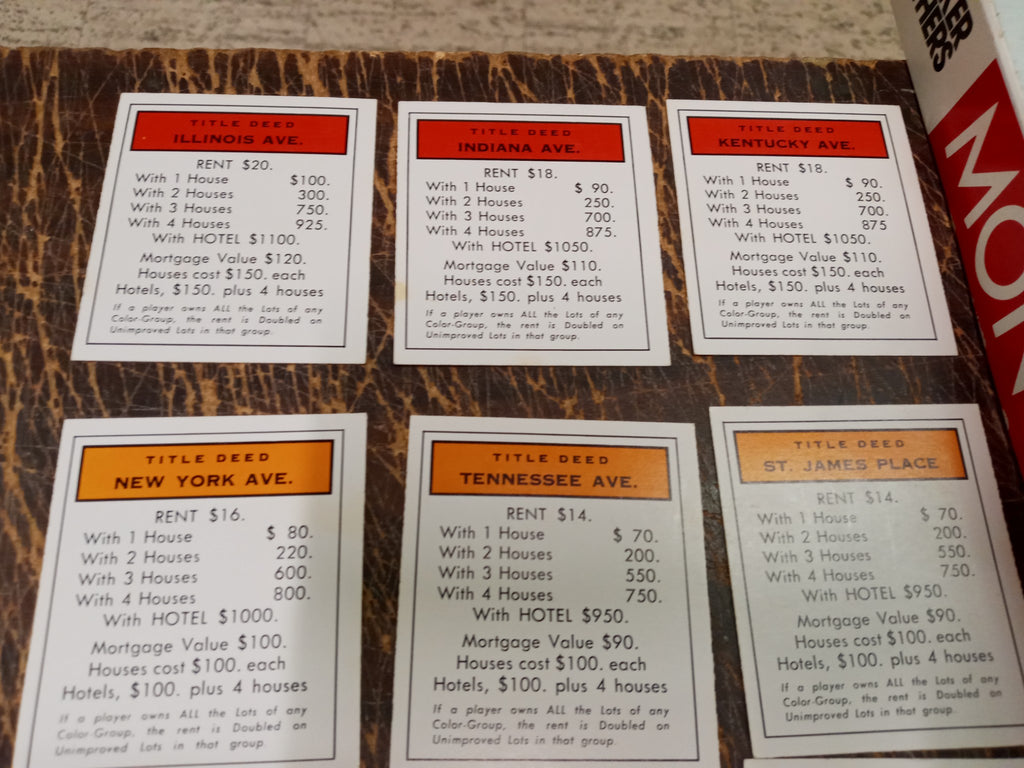 TITLE DEED
ILLINOIS AVE.
RENT $20.
With 1 House $100.
With 2 Houses 300.
With 3 Houses 750.
With 4 Houses 925.
With HOTEL $1100.
Mortgage Value $120.
Houses cost $150. each
Hotels, $150. plus 4 houses
If a player owns ALL the Lots of any
Color-Group, the rent is Doubled on
Unimproved Lots in that group.
TITLE DEED
INDIANA AVE.
RENT $18.
With 1 House $ 90.
With 2 Houses 250.
With 3 Houses 700.
With 4 Houses 875.
With HOTEL $1050.
Mortgage Value $110.
Houses cost $150. each
Hotels, $150. plus 4 houses
If a player owns ALL the Lots of any
Color-Group, the rent is Doubled on
Unimproved Lots in that group.
TITLE DEED
KENTUCKY AVE.
RENT $18.
With 1 House $ 90.
With 2 Houses 250.
With 3 Houses 700.
With 4 Houses 875
With HOTEL $1050.
Mortgage Value $110.
Houses cost $150. each
Hotels, $150. plus 4 houses
If a player owns ALL the Lots of any
Color-Group, the rent is Doubled on
Unimproved Lots in that group.
TITLE DEED
NEW YORK AVE.
RENT $16.
With 1 House $ 80.
With 2 Houses 220.
With 3 Houses 600.
With 4 Houses 800.
With HOTEL $1000.
Mortgage Value $100.
Houses cost $100. each
Hotels, $100. plus 4 houses
If a player owns ALL the Lots of any
Color-Group, the rent is Doubled on
Unimproved Lots in that group.
TITLE DEED
TENNESSEE AVE.
RENT $14.
With 1 House $ 70.
With 2 Houses 200.
With 3 Houses 550.
With 4 Houses 750.
With HOTEL $950.
Mortgage Value $90.
Houses cost $100. each
Hotels, $100. plus 4 houses
If a player owns ALL the Lots of any
Color-Group, the rent is Doubled on
Unimproved Lots in that group.
TITLE DEED
ST. JAMES PLACE
RENT $14.
With 1 House $ 70.
With 2 Houses 200.
With 3 Houses 550.
With 4 Houses 750.
With HOTEL $950.
Mortgage Value $90.
Houses cost $100. each
Hotels, $100. plus 4 houses
If a player owns ALL the Lots of any
Color-Group, the rent is Doubled on
Unimproved Lots in that group.
KER
HERS
MON